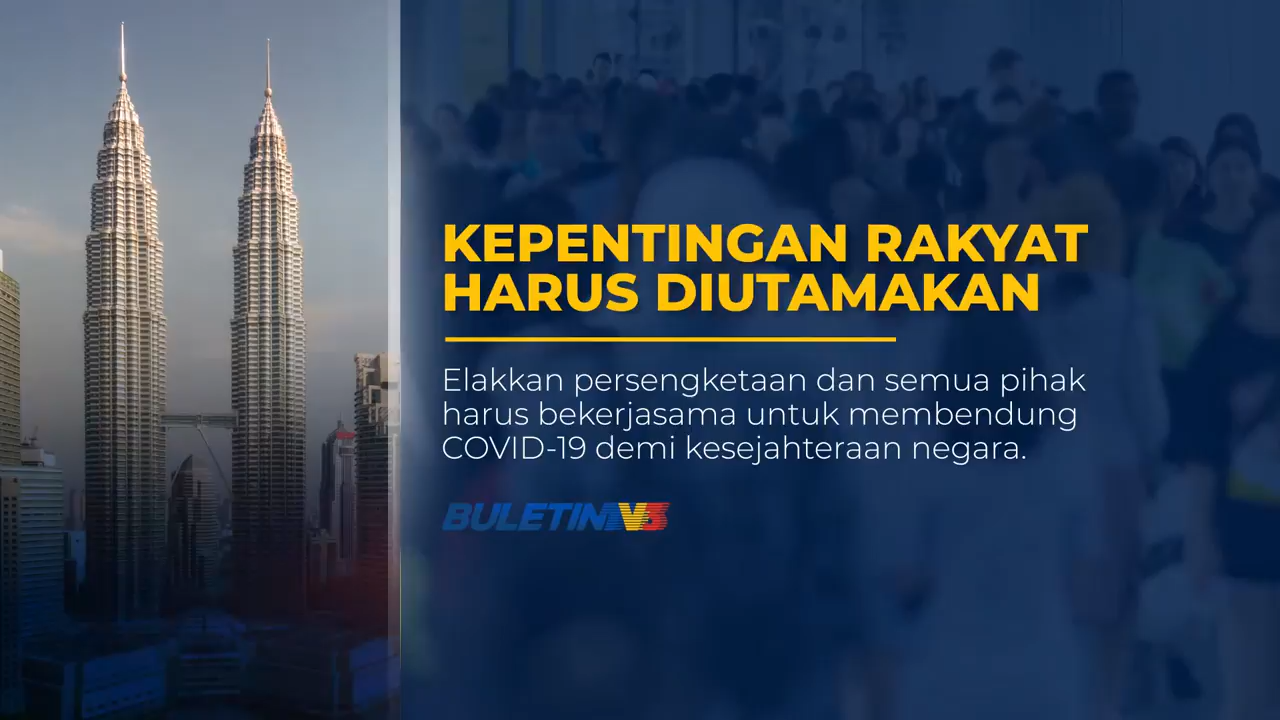 KEPENTINGAN RAKYAT
HARUS DIUTAMAKAN
Elakkan persengketaan dan semua pihak
harus bekerjasama untuk membendung
COVID-19 demi kesejahteraan negara.
BULETINTV3